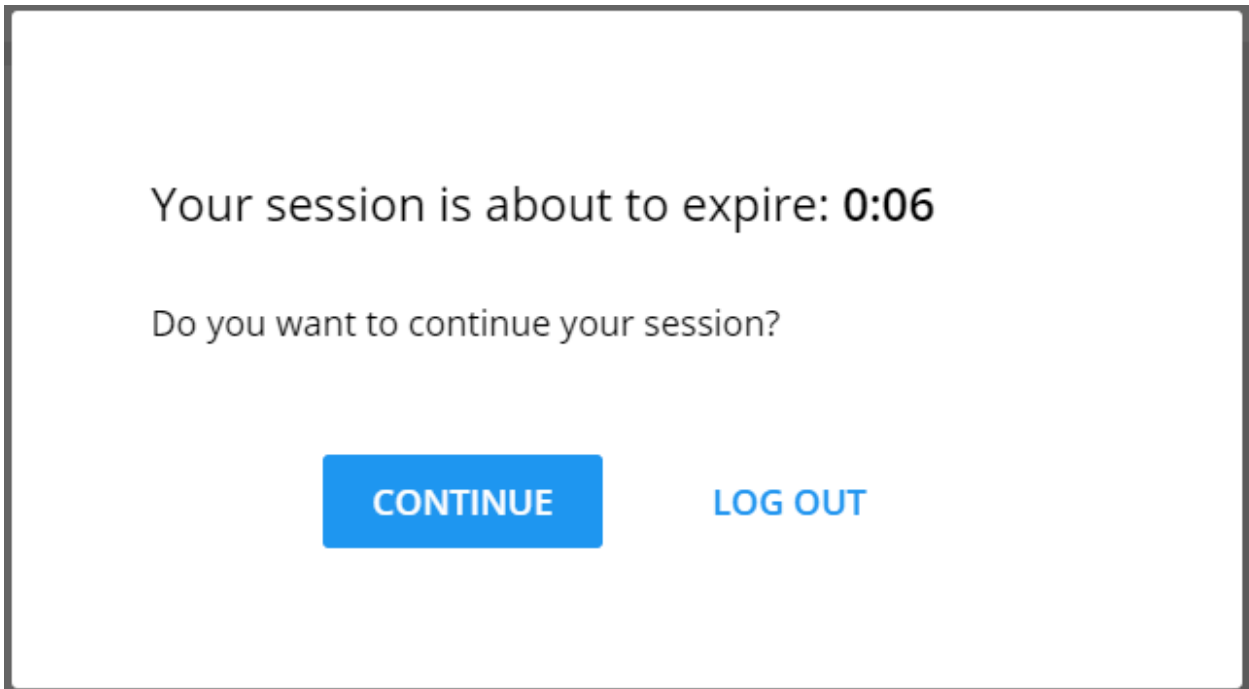 Your session is about to expire: 0:06
Do you want to continue your session?
CONTINUE
LOG OUT